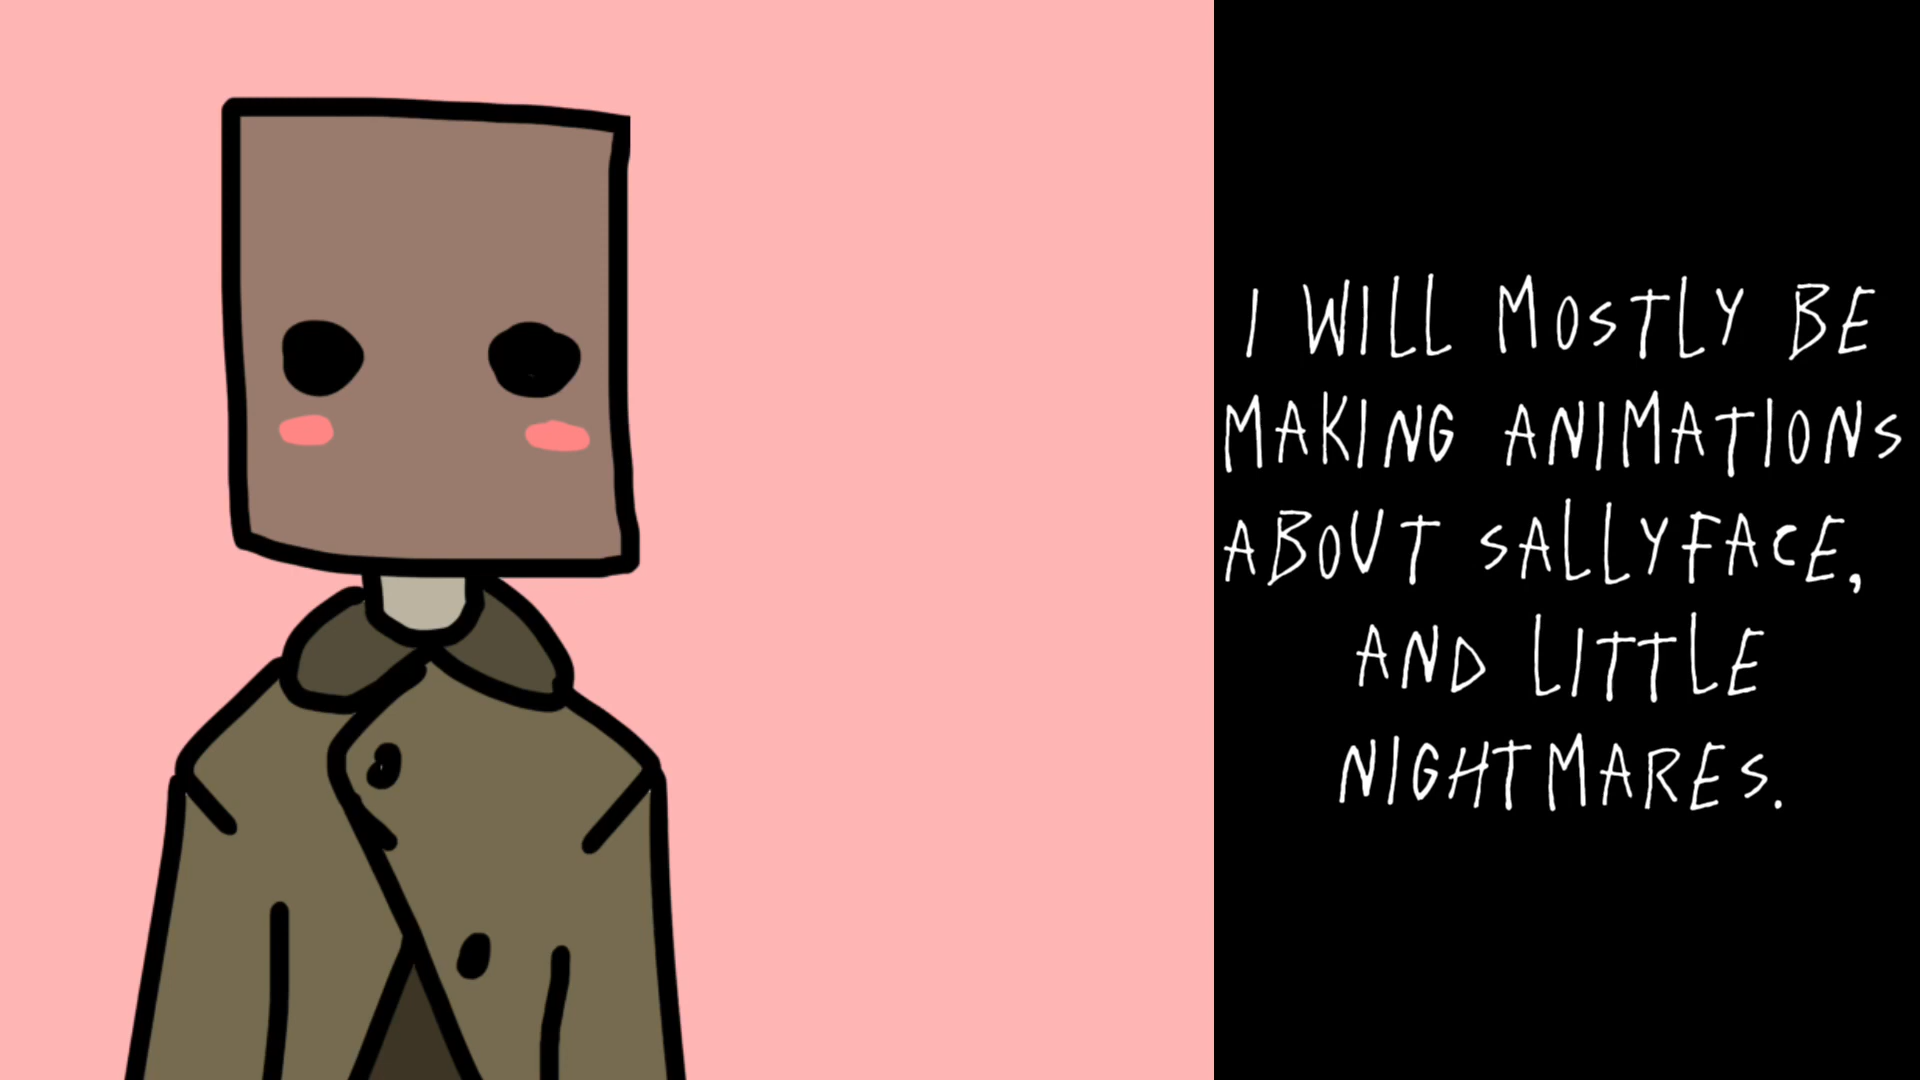 I WILL MOSTLY BE
MAKING ANIMATIONS
ABOUT SALLYFACE,
AND LITTLE
NIGHTMARES.